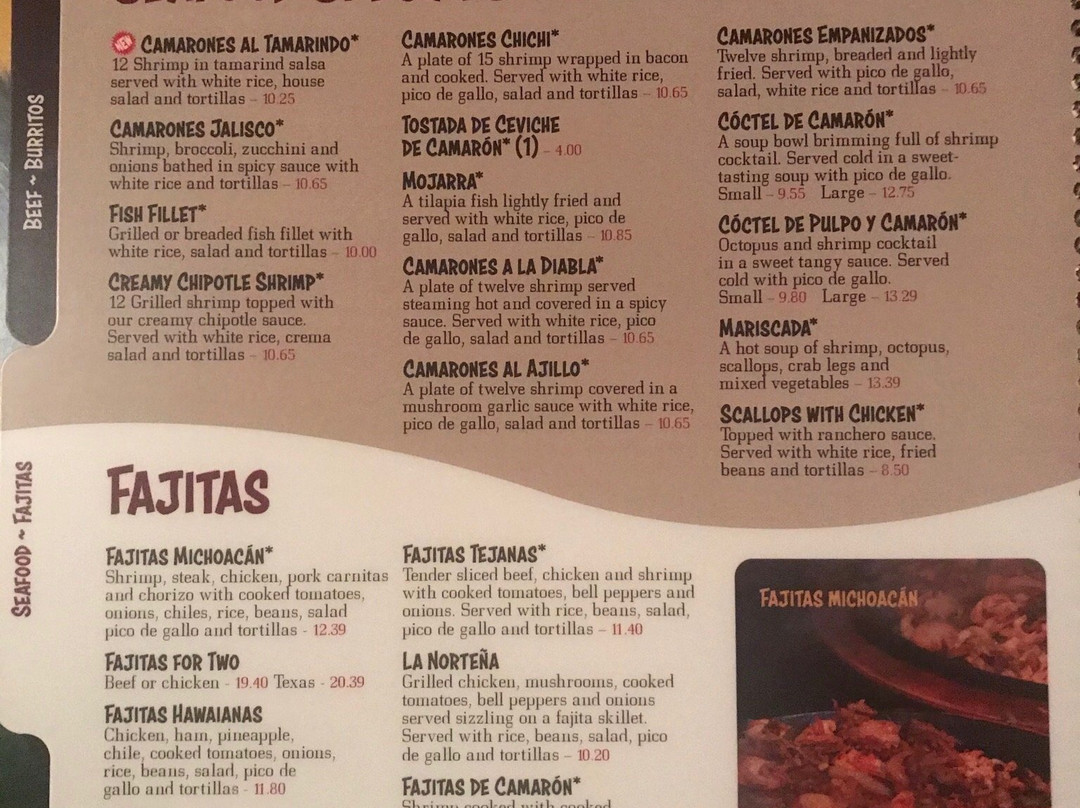 BEEF ~ BURRITOS
SEAFOOD ~ FAJITAS
NEW CAMARONES AL TAMARINDO*
12 Shrimp in tamarind salsa
served with white rice, house
salad and tortillas – 10.25
CAMARONES JALISCO*
Shrimp, broccoli, zucchini and
onions bathed in spicy sauce with
white rice and tortillas – 10.65
FISH FILLET*
Grilled or breaded fish fillet with
white rice, salad and tortillas – 10.00
CREAMY CHIPOTLE SHRIMP*
12 Grilled shrimp topped with
our creamy chipotle sauce.
Served with white rice, crema
salad and tortillas – 10.65
CAMARONES CHICHI*
A plate of 15 shrimp wrapped in bacon
and cooked. Served with white rice,
pico de gallo, salad and tortillas – 10.65
TOSTADA DE CEVICHE
DE CAMARÓN* (1) – 4.00
MOJARRA*
A tilapia fish lightly fried and
served with white rice, pico de
gallo, salad and tortillas – 10.85
CAMARONES A LA DIABLA*
A plate of twelve shrimp served
steaming hot and covered in a spicy
sauce. Served with white rice, pico
de gallo, salad and tortillas – 10.65
CAMARONES AL AJILLO*
A plate of twelve shrimp covered in a
mushroom garlic sauce with white rice,
pico de gallo, salad and tortillas – 10.65
CAMARONES EMPANIZADOS*
Twelve shrimp, breaded and lightly
fried. Served with pico de gallo,
salad, white rice and tortillas – 10.65
CÓCTEL DE CAMARÓN*
A soup bowl brimming full of shrimp
cocktail. Served cold in a sweet-
tasting soup with pico de gallo.
Small – 9.55 Large – 12.75
CÓCTEL DE PULPO Y CAMARÓN*
Octopus and shrimp cocktail
in a sweet tangy sauce. Served
cold with pico de gallo.
Small – 9.80 Large – 13.29
MARISCADA*
A hot soup of shrimp, octopus,
scallops, crab legs and
mixed vegetables – 13.39
SCALLOPS WITH CHICKEN*
Topped with ranchero sauce.
Served with white rice, fried
beans and tortillas – 8.50
FAJITAS
FAJITAS MICHOACÁN*
Shrimp, steak, chicken, pork carnitas
and chorizo with cooked tomatoes,
onions, chiles, rice, beans, salad
pico de gallo and tortillas - 12.39
FAJITAS FOR TWO
Beef or chicken - 19.40 Texas - 20.39
FAJITAS HAWAIANAS
Chicken, ham, pineapple,
chile, cooked tomatoes, onions,
rice, beans, salad, pico de
gallo and tortillas - 11.80
FAJITAS TEJANAS*
Tender sliced beef, chicken and shrimp
with cooked tomatoes, bell peppers and
onions. Served with rice, beans, salad,
pico de gallo and tortillas – 11.40
LA NORTEÑA
Grilled chicken, mushrooms, cooked
tomatoes, bell peppers and onions
served sizzling on a fajita skillet.
Served with rice, beans, salad, pico
de gallo and tortillas – 10.20
FAJITAS DE CAMARÓN*
Shrimp cooked with cooked
FAJITAS MICHOACÁN